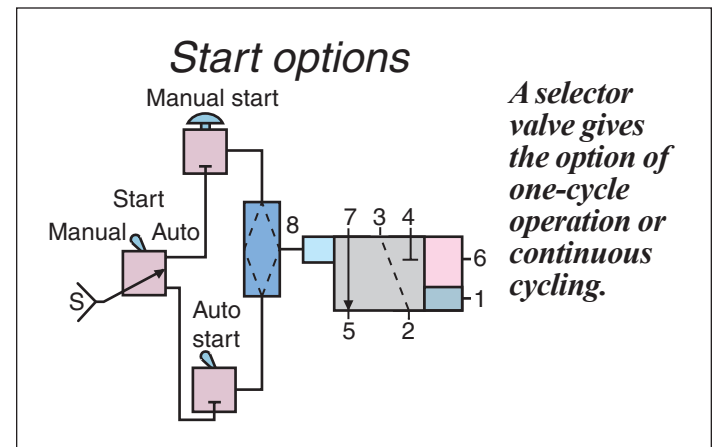 Start options
Manual start
Start
Manual Auto
S
Auto
start
8
7 3 4
6
1
5 2
A selector
valve gives
the option of
one-cycle
operation or
continuous
cycling.